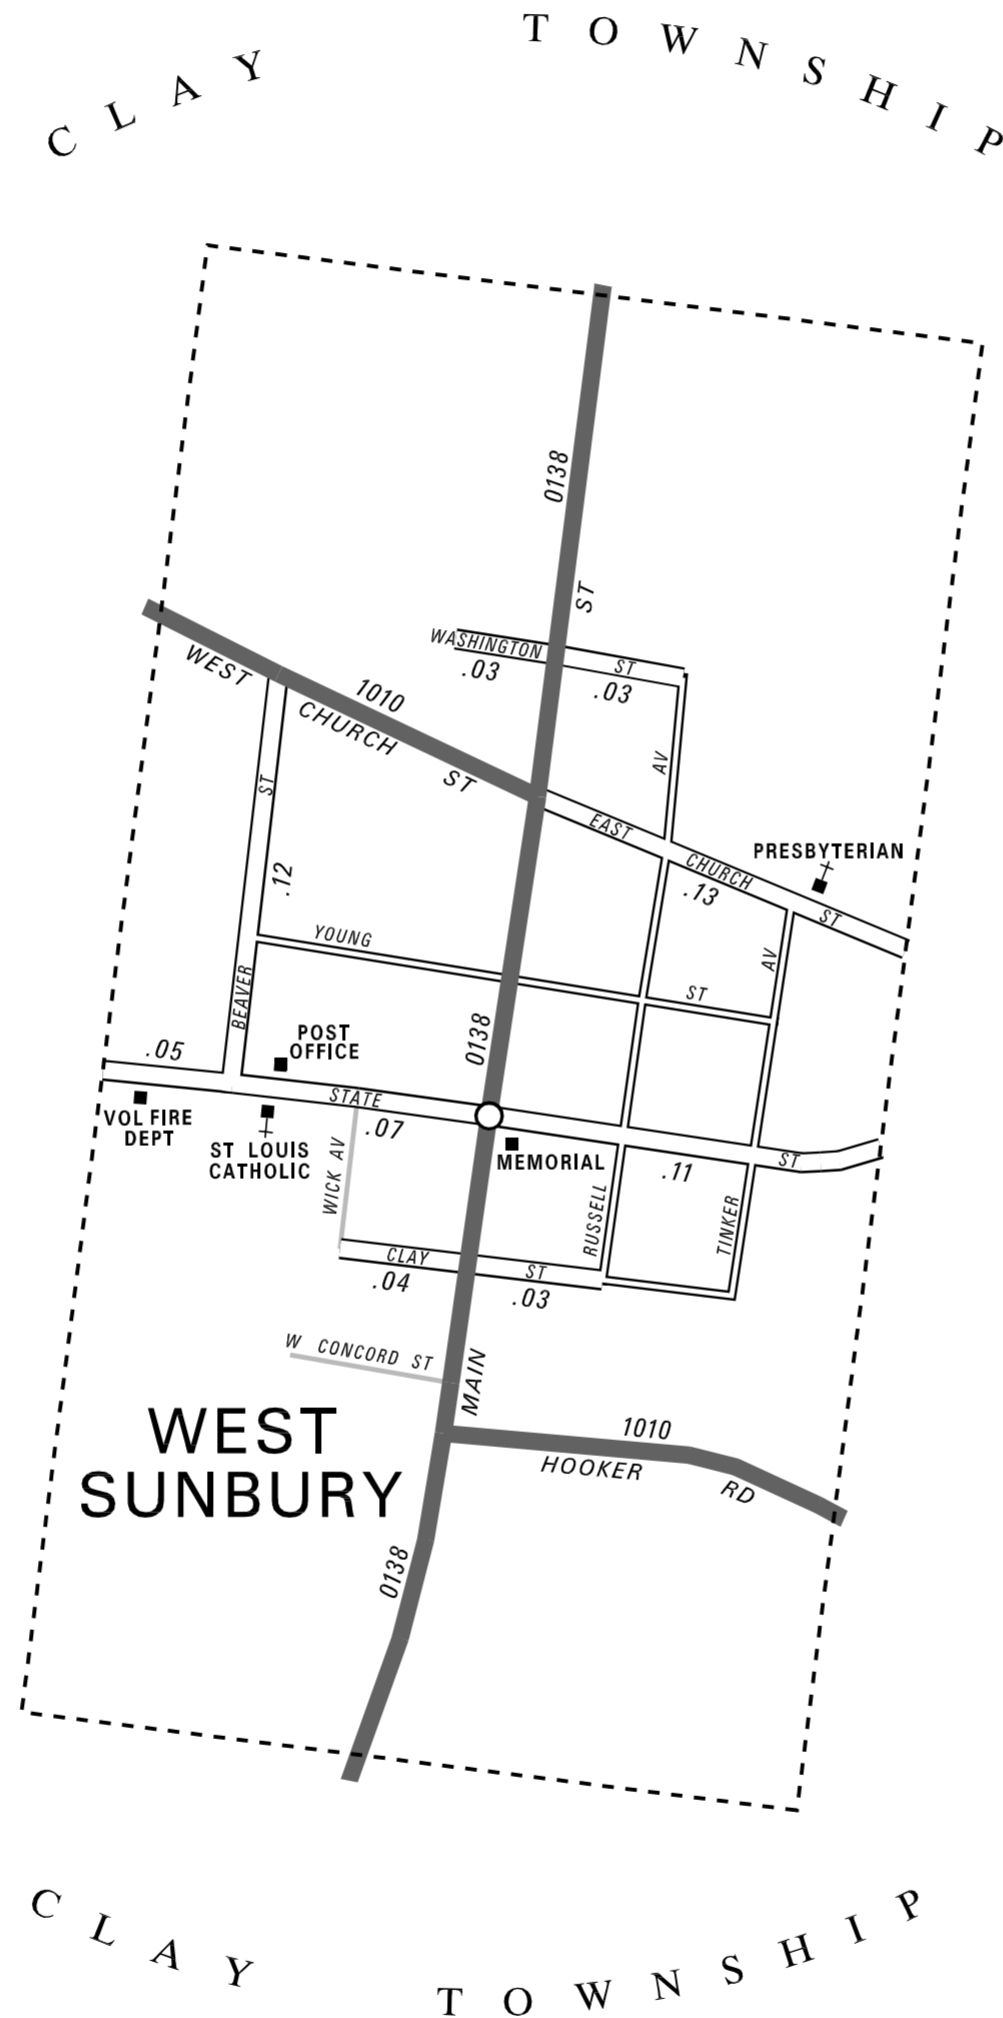 CLAY TOWNSHIP
0138
ST
WASHINGTON ST
.03
.03
WEST CHURCH ST
1010
AV
EAST CHURCH ST
PRESBYTERIAN
.13
ST
.12
YOUNG ST
AV
BEAVER
0138
POST
OFFICE
.05
STATE ST
VOL FIRE
DEPT
ST LOUIS
CATHOLIC
.07
MEMORIAL
.11
WICK AV
RUSSELL
TINKER
CLAY ST
.04
.03
W CONCORD ST
MAIN
WEST
SUNBURY
1010
HOOKER RD
0138
CLAY TOWNSHIP